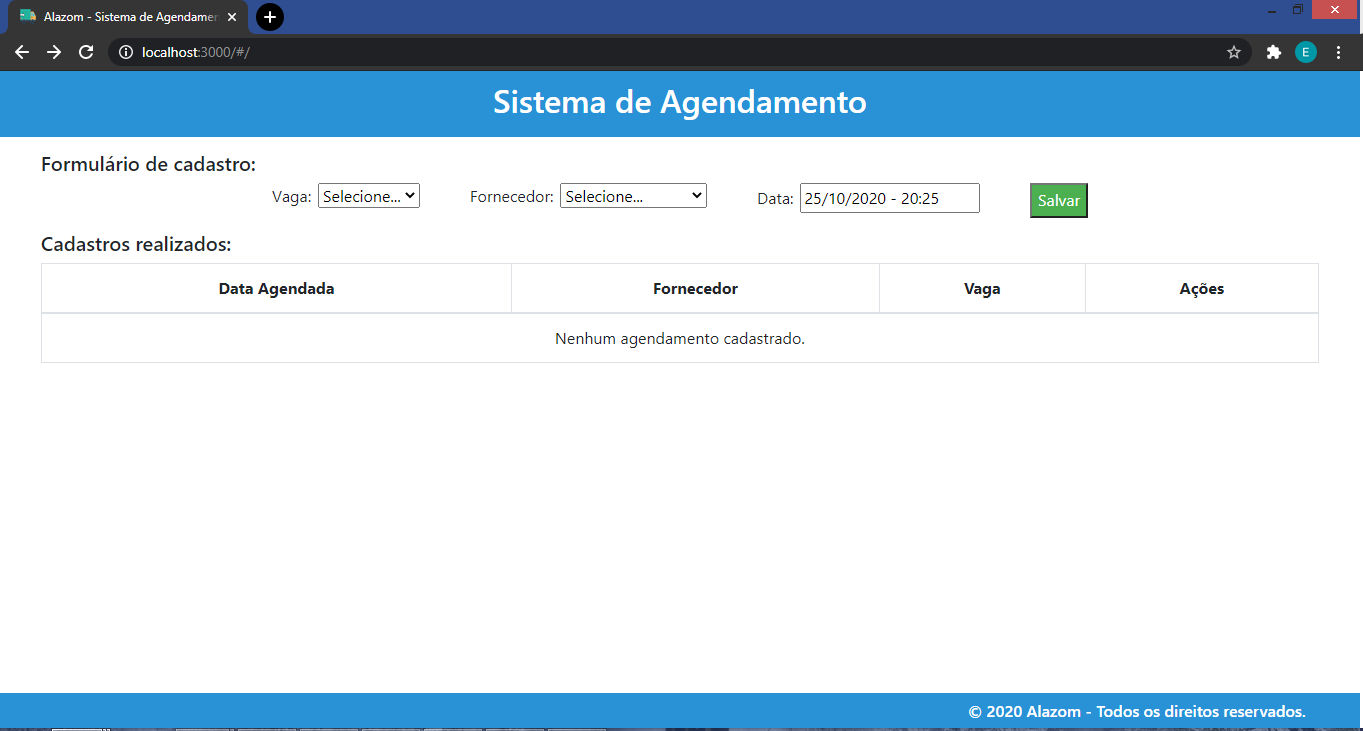 Alazom - Sistema de Agendamen
localhost:3000/#/
E
Sistema de Agendamento
Formulário de cadastro:
Vaga: Selecione... Fornecedor: Selecione... Data: 25/10/2020 - 20:25 Salvar
Cadastros realizados:
Data Agendada Fornecedor Vaga Ações
Nenhum agendamento cadastrado.
© 2020 Alazom - Todos os direitos reservados.